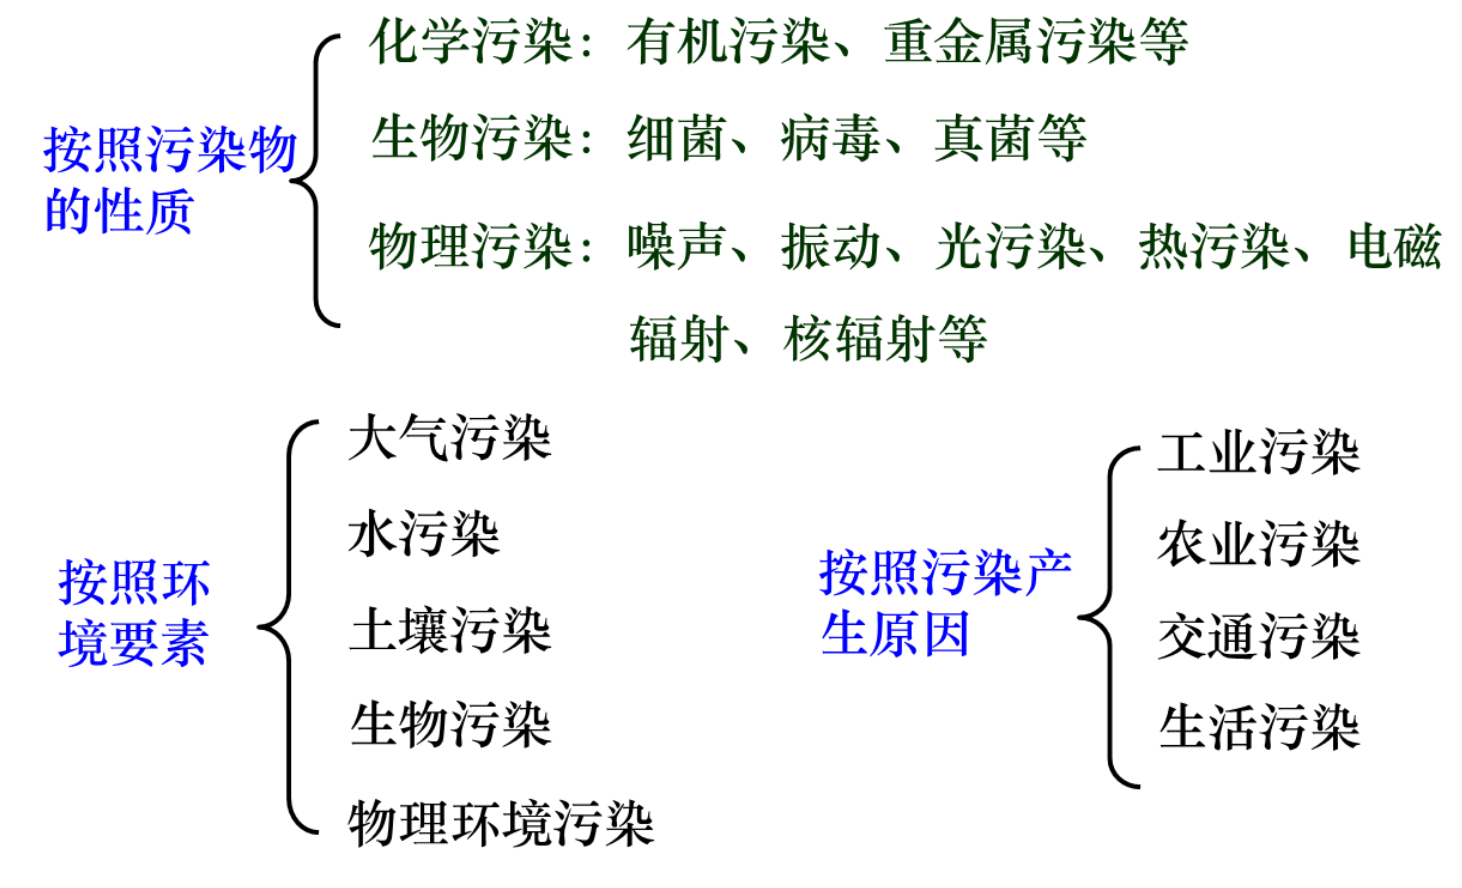 按照污染物
的性质
化学污染：有机污染、重金属污染等
生物污染：细菌、病毒、真菌等
物理污染：噪声、振动、光污染、热污染、电磁
辐射、核辐射等
按照环
境要素
大气污染
水污染
土壤污染
生物污染
物理环境污染
按照污染产
生原因
工业污染
农业污染
交通污染
生活污染